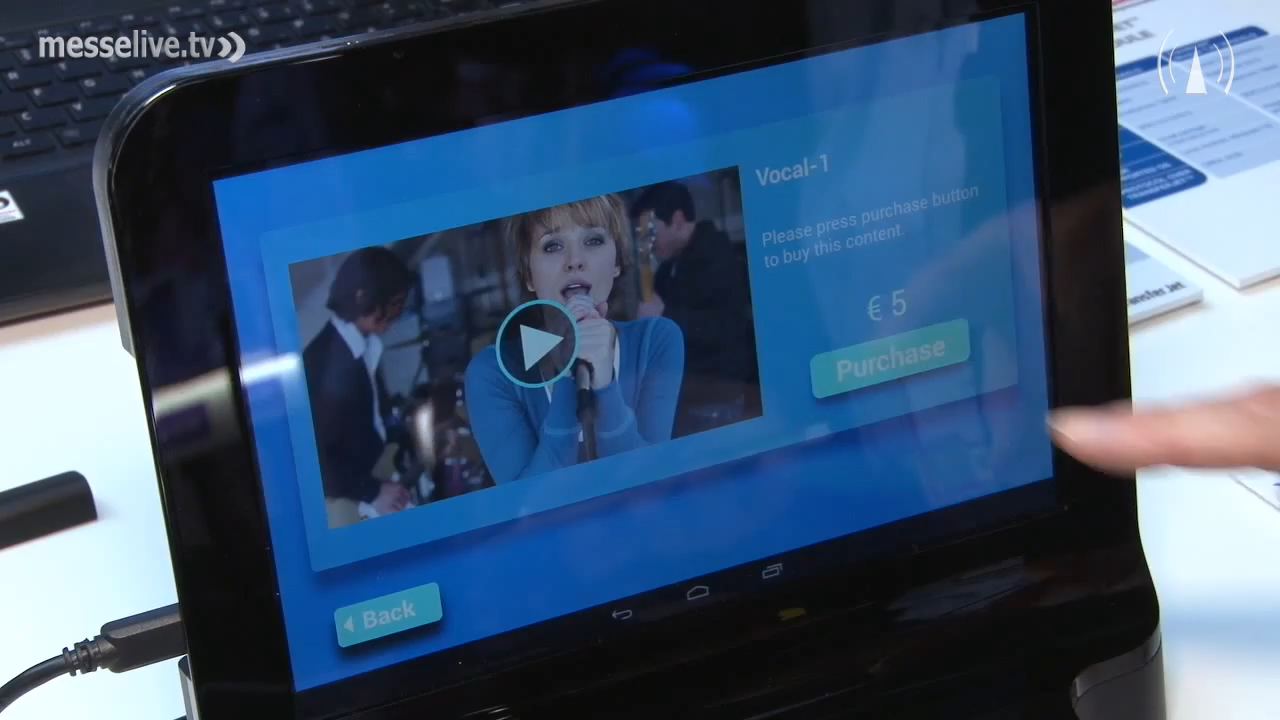 messelive.tv
Vocal-1
Please press purchase button
to buy this content.
€ 5
Purchase
Back